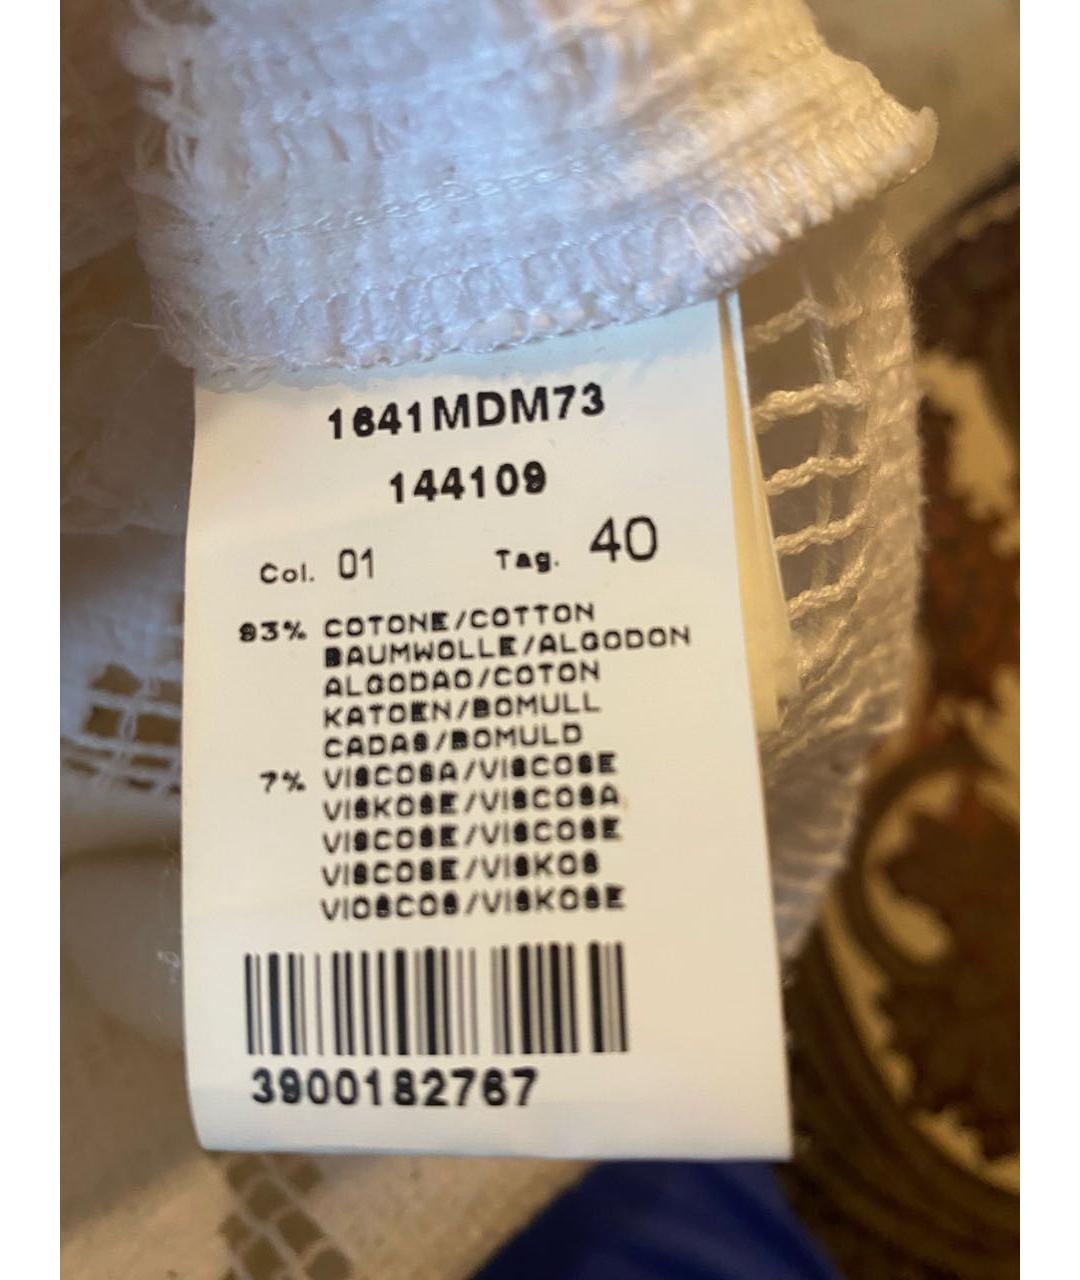 1641MDM73
144109
Col. 01 Tag. 40
93% COTONE/COTTON
BAUMWOLLE/ALGODON
ALGODAO/COTON
KATOEN/BOMULL
CADAS/BOMULD
7% VISCOSA/VISCOSE
VISKOSE/VISCOSA
VISCOSE/VISCOSE
VISCOSE/VISKOS
VIOSCOS/VISKOSE
3900182767